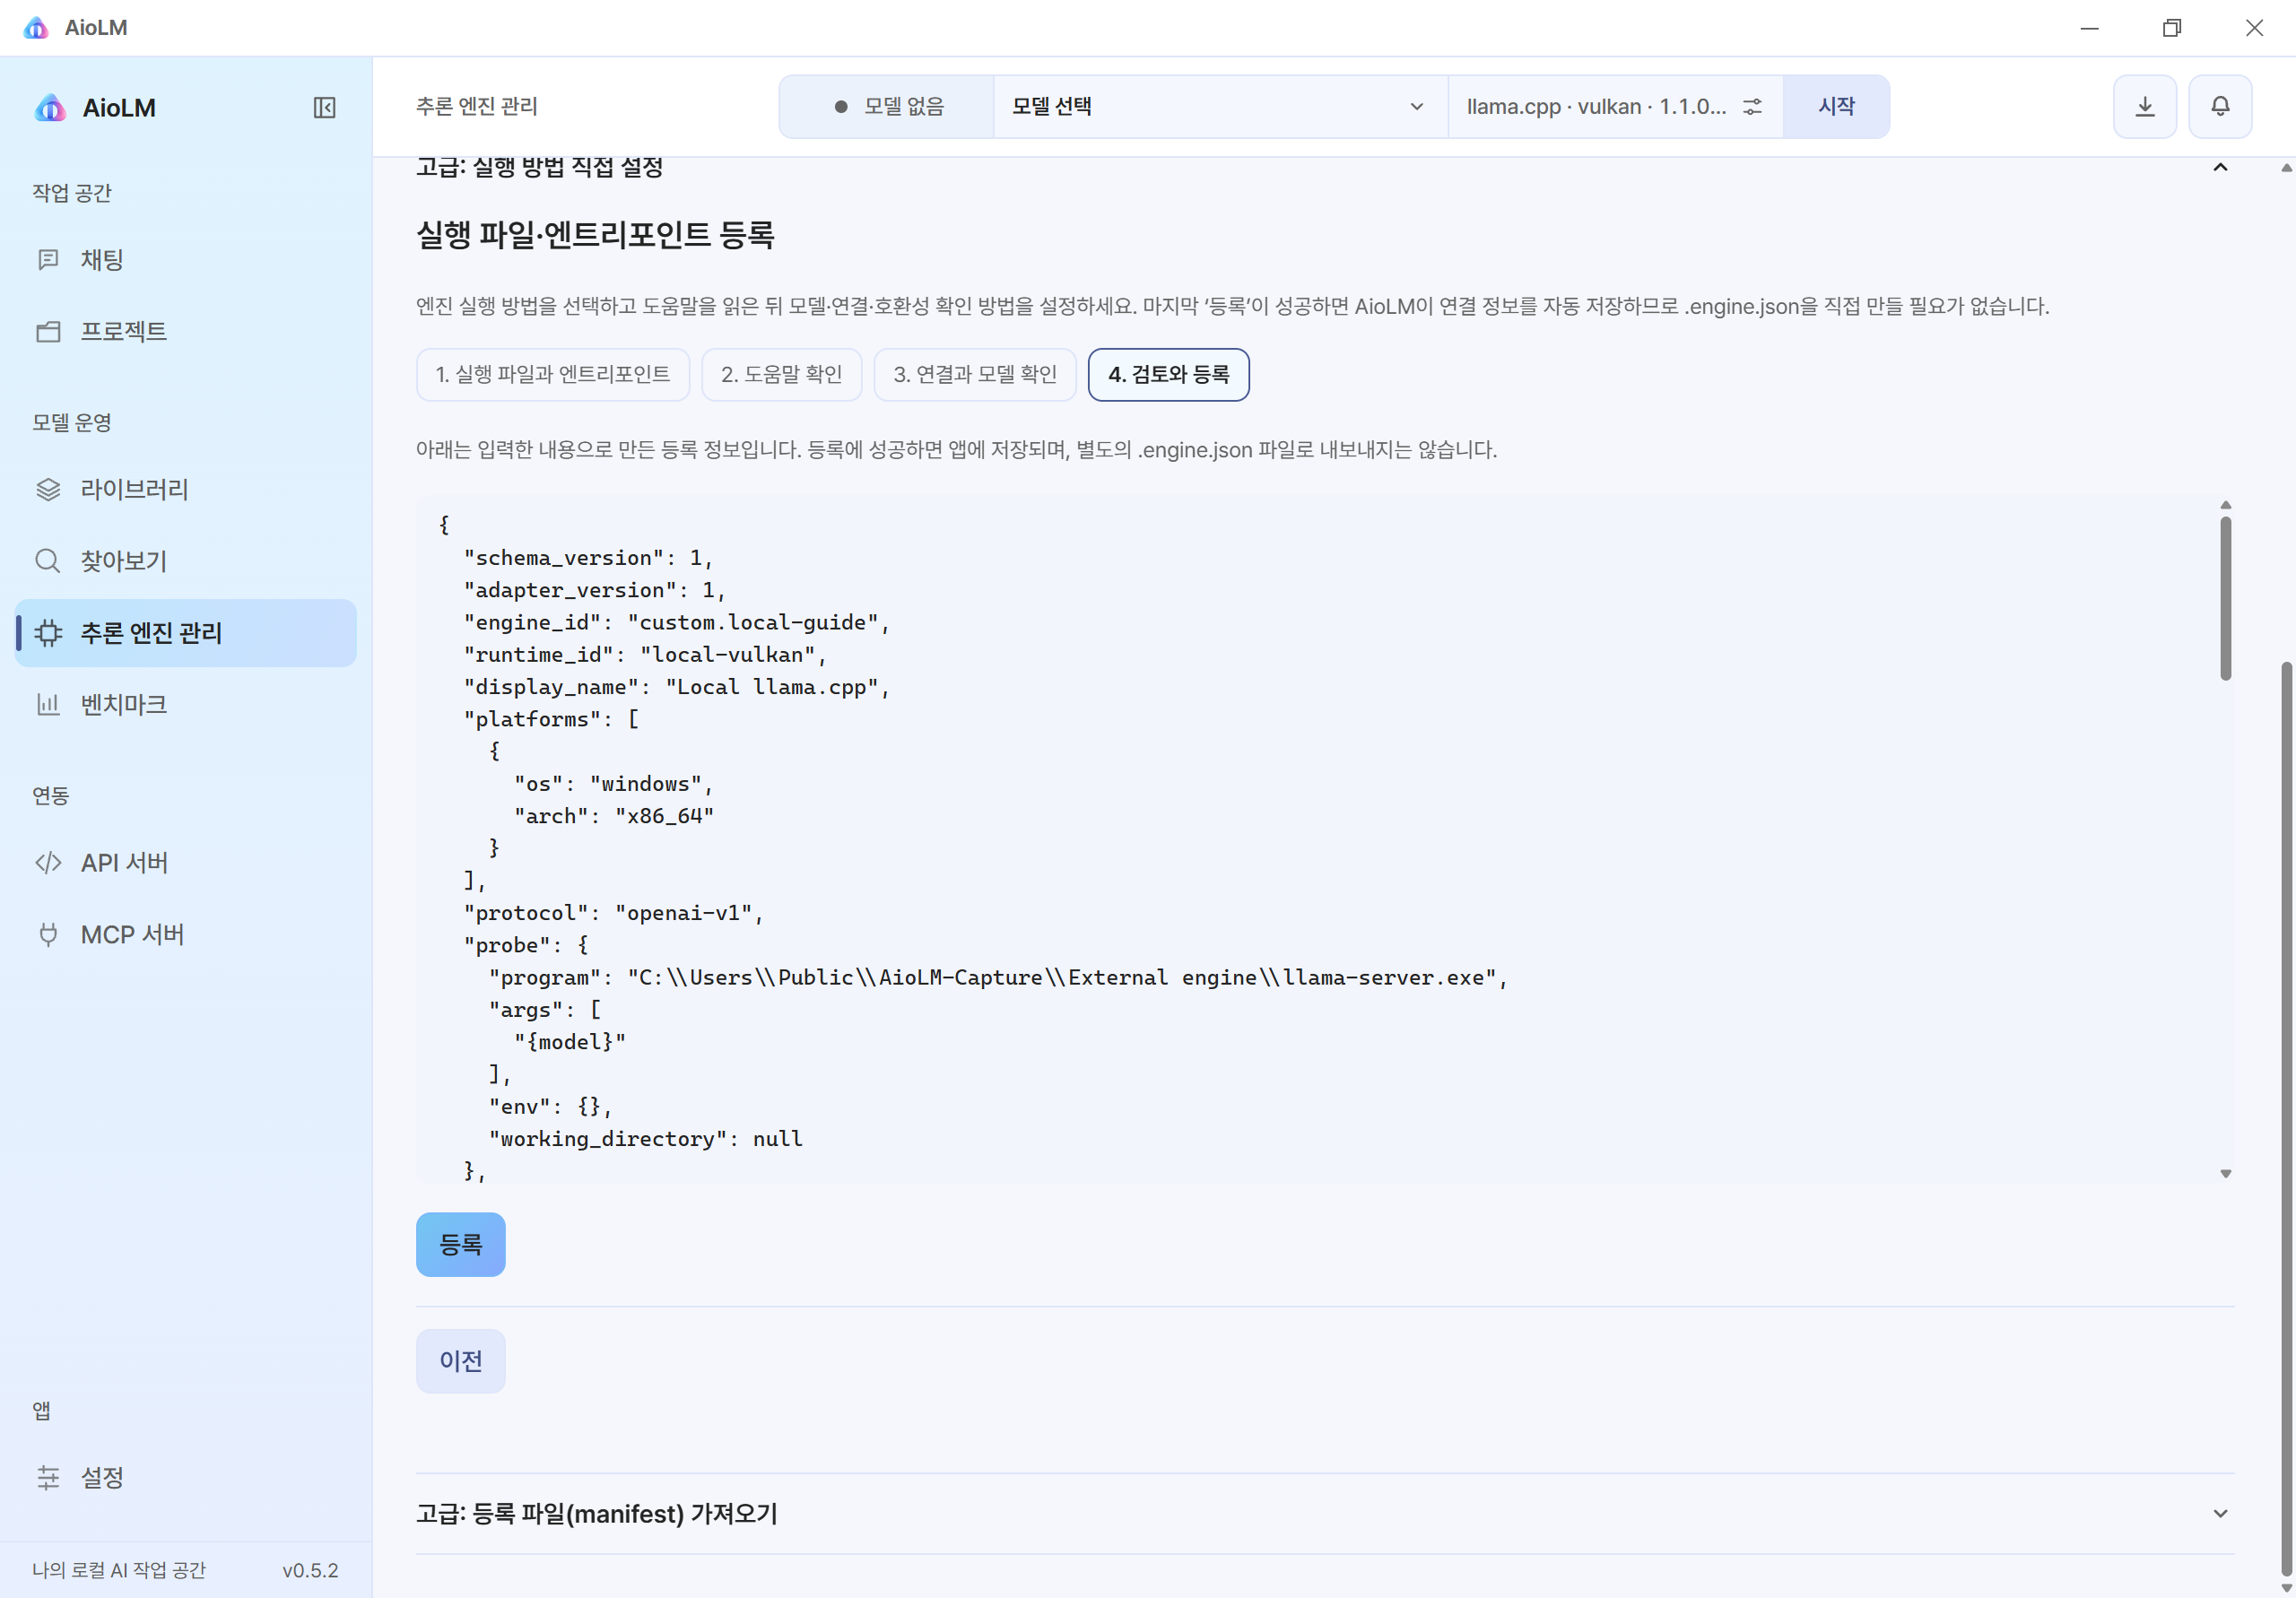 AioLM
AioLM
작업 공간
채팅
프로젝트
모델 운영
라이브러리
찾아보기
추론 엔진 관리
벤치마크
연동
API 서버
MCP 서버
앱
설정
나의 로컬 AI 작업 공간
v0.5.2
추론 엔진 관리
모델 없음
모델 선택
llama.cpp · vulkan · 1.1.0...
시작
고급: 실행 방법 직접 설정
실행 파일·엔트리포인트 등록
엔진 실행 방법을 선택하고 도움말을 읽은 뒤 모델·연결·호환성 확인 방법을 설정하세요. 마지막 ‘등록’이 성공하면 AioLM이 연결 정보를 자동 저장하므로 .engine.json을 직접 만들 필요가 없습니다.
1. 실행 파일과 엔트리포인트
2. 도움말 확인
3. 연결과 모델 확인
4. 검토와 등록
아래는 입력한 내용으로 만든 등록 정보입니다. 등록에 성공하면 앱에 저장되며, 별도의 .engine.json 파일로 내보내지는 않습니다.
{
"schema_version": 1,
"adapter_version": 1,
"engine_id": "custom.local-guide",
"runtime_id": "local-vulkan",
"display_name": "Local llama.cpp",
"platforms": [
{
"os": "windows",
"arch": "x86_64"
}
],
"protocol": "openai-v1",
"probe": {
"program": "C:\\Users\\Public\\AioLM-Capture\\External engine\\llama-server.exe",
"args": [
"{model}"
],
"env": {},
"working_directory": null
},
등록
이전
고급: 등록 파일(manifest) 가져오기